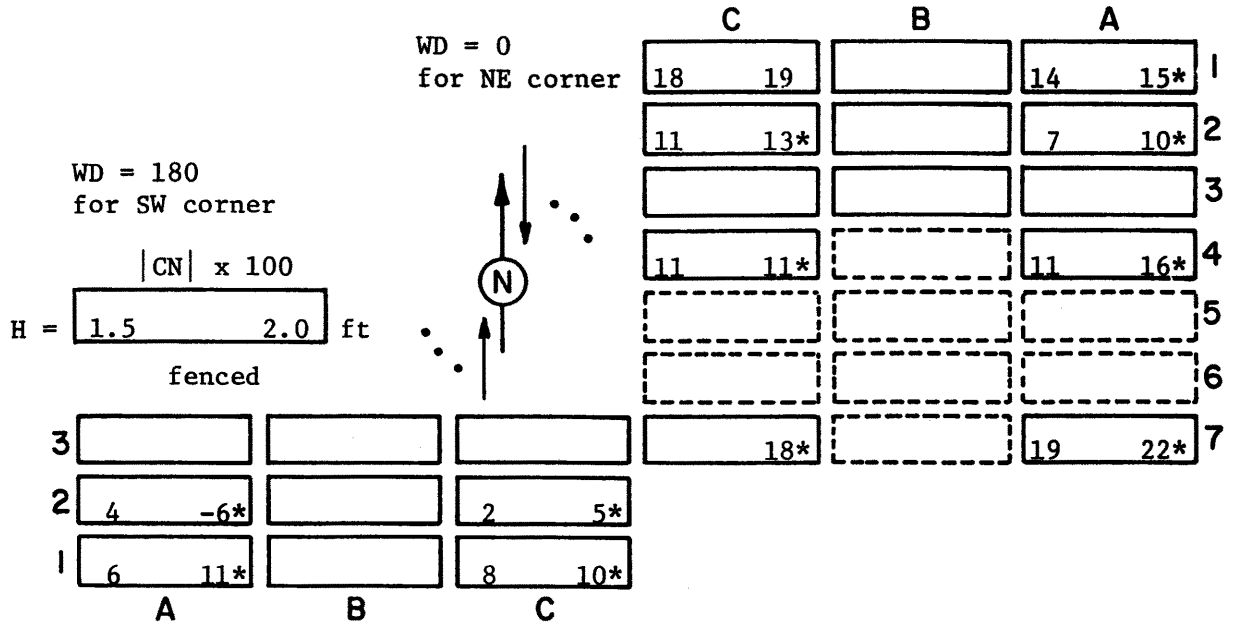 C B A
WD = 0
for NE corner
18 19 14 15* 1
11 13* 7 10* 2
WD = 180
for SW corner
3
|CN| x 100
N
11 11* 11 16* 4
H = 1.5 2.0 ft
5
fenced
6
3
18* 19 22* 7
2 4 -6* 2 5*
1 6 11* 8 10*
A B C